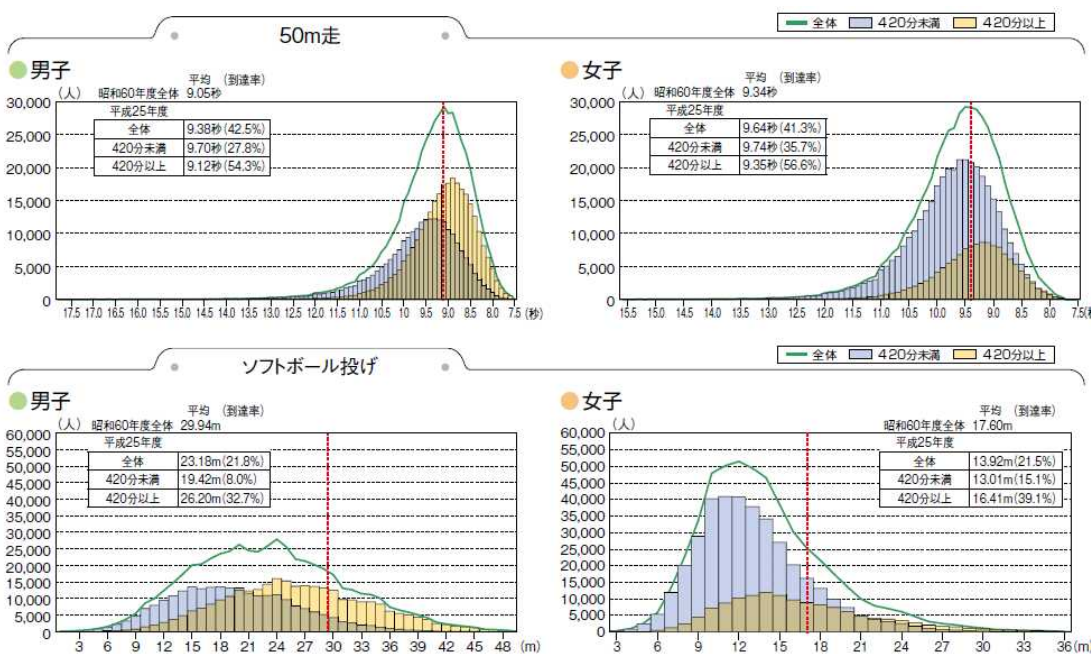 50m走
全体 420分未満 420分以上
男子
平均 (到達率)
(人) 昭和60年度全体 9.05秒
平成25年度
全体 9.38秒(42.5%)
420分未満 9.70秒(27.8%)
420分以上 9.12秒(54.3%)
30,000
25,000
20,000
15,000
10,000
5,000
0
17.5 17.0 16.5 16.0 15.5 15.0 14.5 14.0 13.5 13.0 12.5 12.0 11.5 11.0 10.5 10 9.5 9.0 8.5 8.0 7.5 (秒)
女子
平均 (到達率)
(人) 昭和60年度全体 9.34秒
平成25年度
全体 9.64秒(41.3%)
420分未満 9.74秒(35.7%)
420分以上 9.35秒(56.6%)
30,000
25,000
20,000
15,000
10,000
5,000
0
15.5 15.0 14.5 14.0 13.5 13.0 12.5 12.0 11.5 11.0 10.5 10.0 9.5 9.0 8.5 8.0 7.5(秒
ソフトボール投げ
全体 420分未満 420分以上
男子
平均 (到達率)
(人) 昭和60年度全体 29.94m
平成25年度
全体 23.18m(21.8%)
420分未満 19.42m(8.0%)
420分以上 26.20m(32.7%)
60,000
55,000
50,000
45,000
40,000
35,000
30,000
25,000
20,000
15,000
10,000
5,000
0
3 6 9 12 15 18 21 24 27 30 33 36 39 42 45 48 (m)
女子
平均 (到達率)
(人) 昭和60年度全体 17.60m
平成25年度
全体 13.92m(21.5%)
420分未満 13.01m(15.1%)
420分以上 16.41m(39.1%)
60,000
55,000
50,000
45,000
40,000
35,000
30,000
25,000
20,000
15,000
10,000
5,000
0
3 6 9 12 15 18 21 24 27 30 33 36(m)